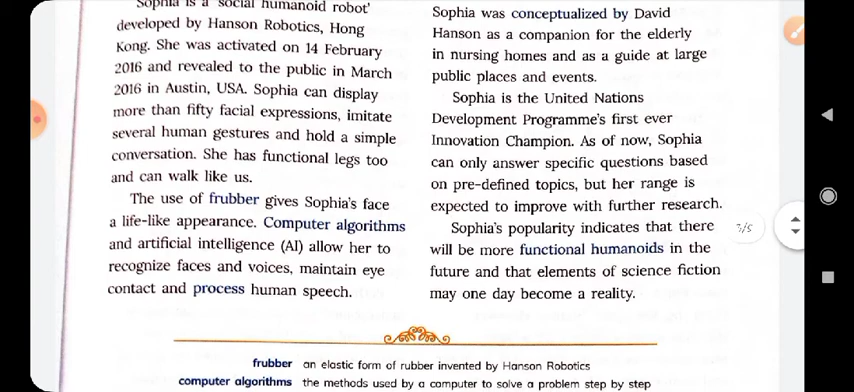 Sophia is a 'social humanoid robot'
developed by Hanson Robotics, Hong
Kong. She was activated on 14 February
2016 and revealed to the public in March
2016 in Austin, USA. Sophia can display
more than fifty facial expressions, imitate
several human gestures and hold a simple
conversation. She has functional legs too
and can walk like us.
The use of frubber gives Sophia's face
a life-like appearance. Computer algorithms
and artificial intelligence (AI) allow her to
recognize faces and voices, maintain eye
contact and process human speech.
Sophia was conceptualized by David
Hanson as a companion for the elderly
in nursing homes and as a guide at large
public places and events.
Sophia is the United Nations
Development Programme's first ever
Innovation Champion. As of now, Sophia
can only answer specific questions based
on pre-defined topics, but her range is
expected to improve with further research.
Sophia's popularity indicates that there
will be more functional humanoids in the
future and that elements of science fiction
may one day become a reality.
3/5
frubber an elastic form of rubber invented by Hanson Robotics
computer algorithms the methods used by a computer to solve a problem step by step